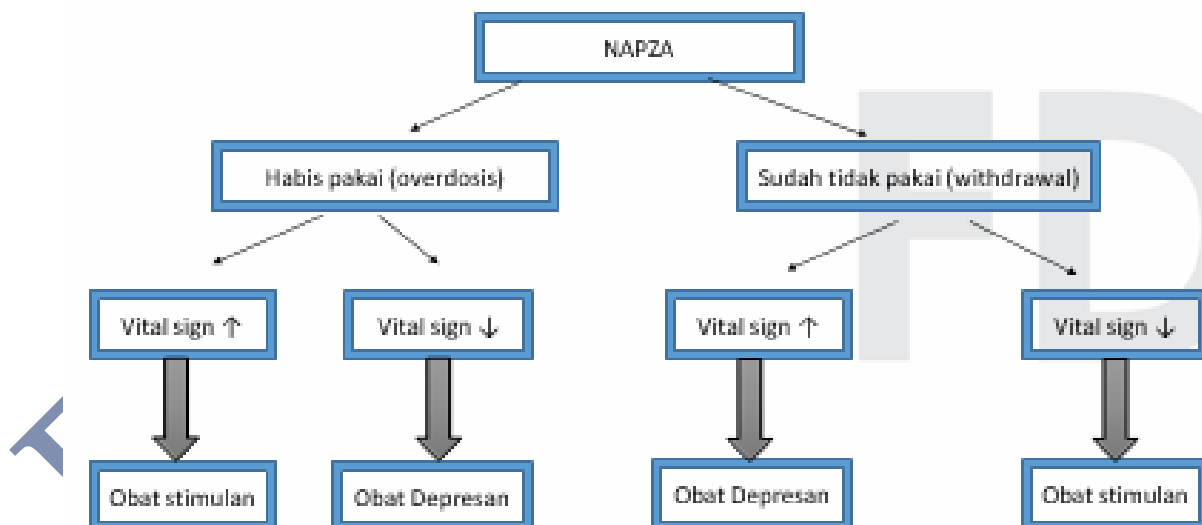 NAPZA
Habis pakai (overdosis)
Sudah tidak pakai (withdrawal)
Vital sign ↑
Vital sign ↓
Vital sign ↑
Vital sign ↓
Obat stimulan
Obat Depresan
Obat Depresan
Obat stimulan